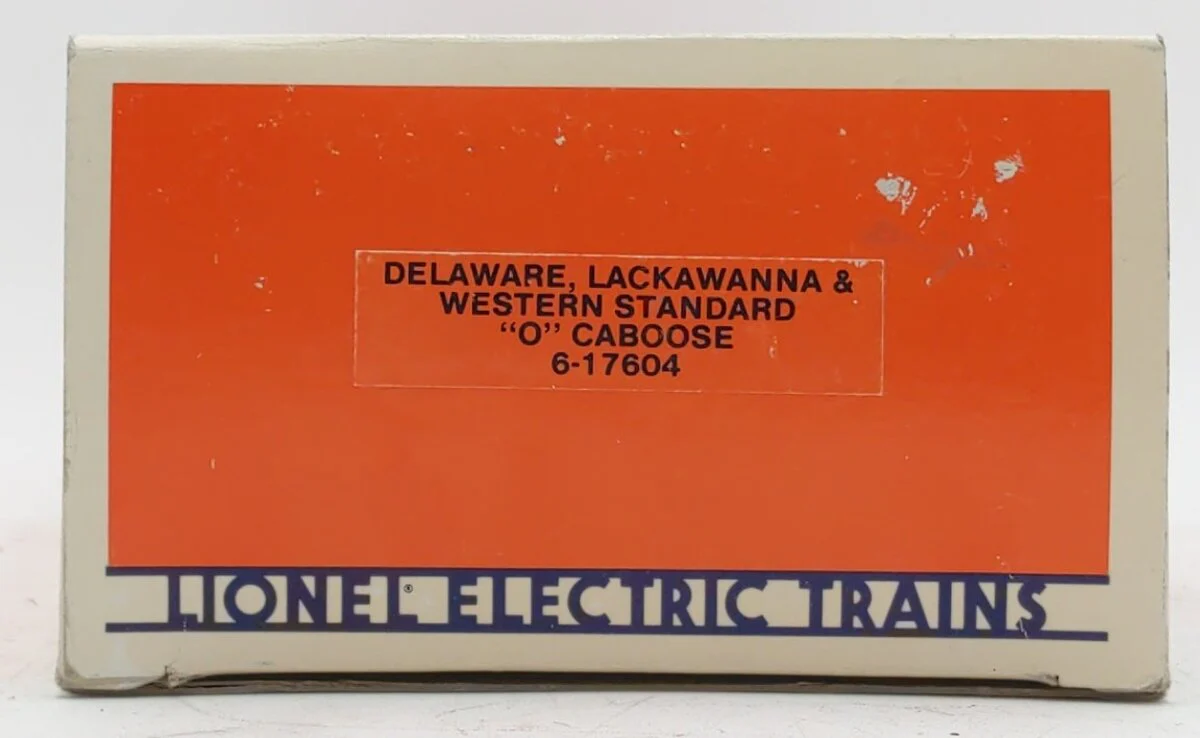 DELAWARE, LACKAWANNA &
WESTERN STANDARD
“O” CABOOSE
6-17604
LIONEL® ELECTRIC TRAINS